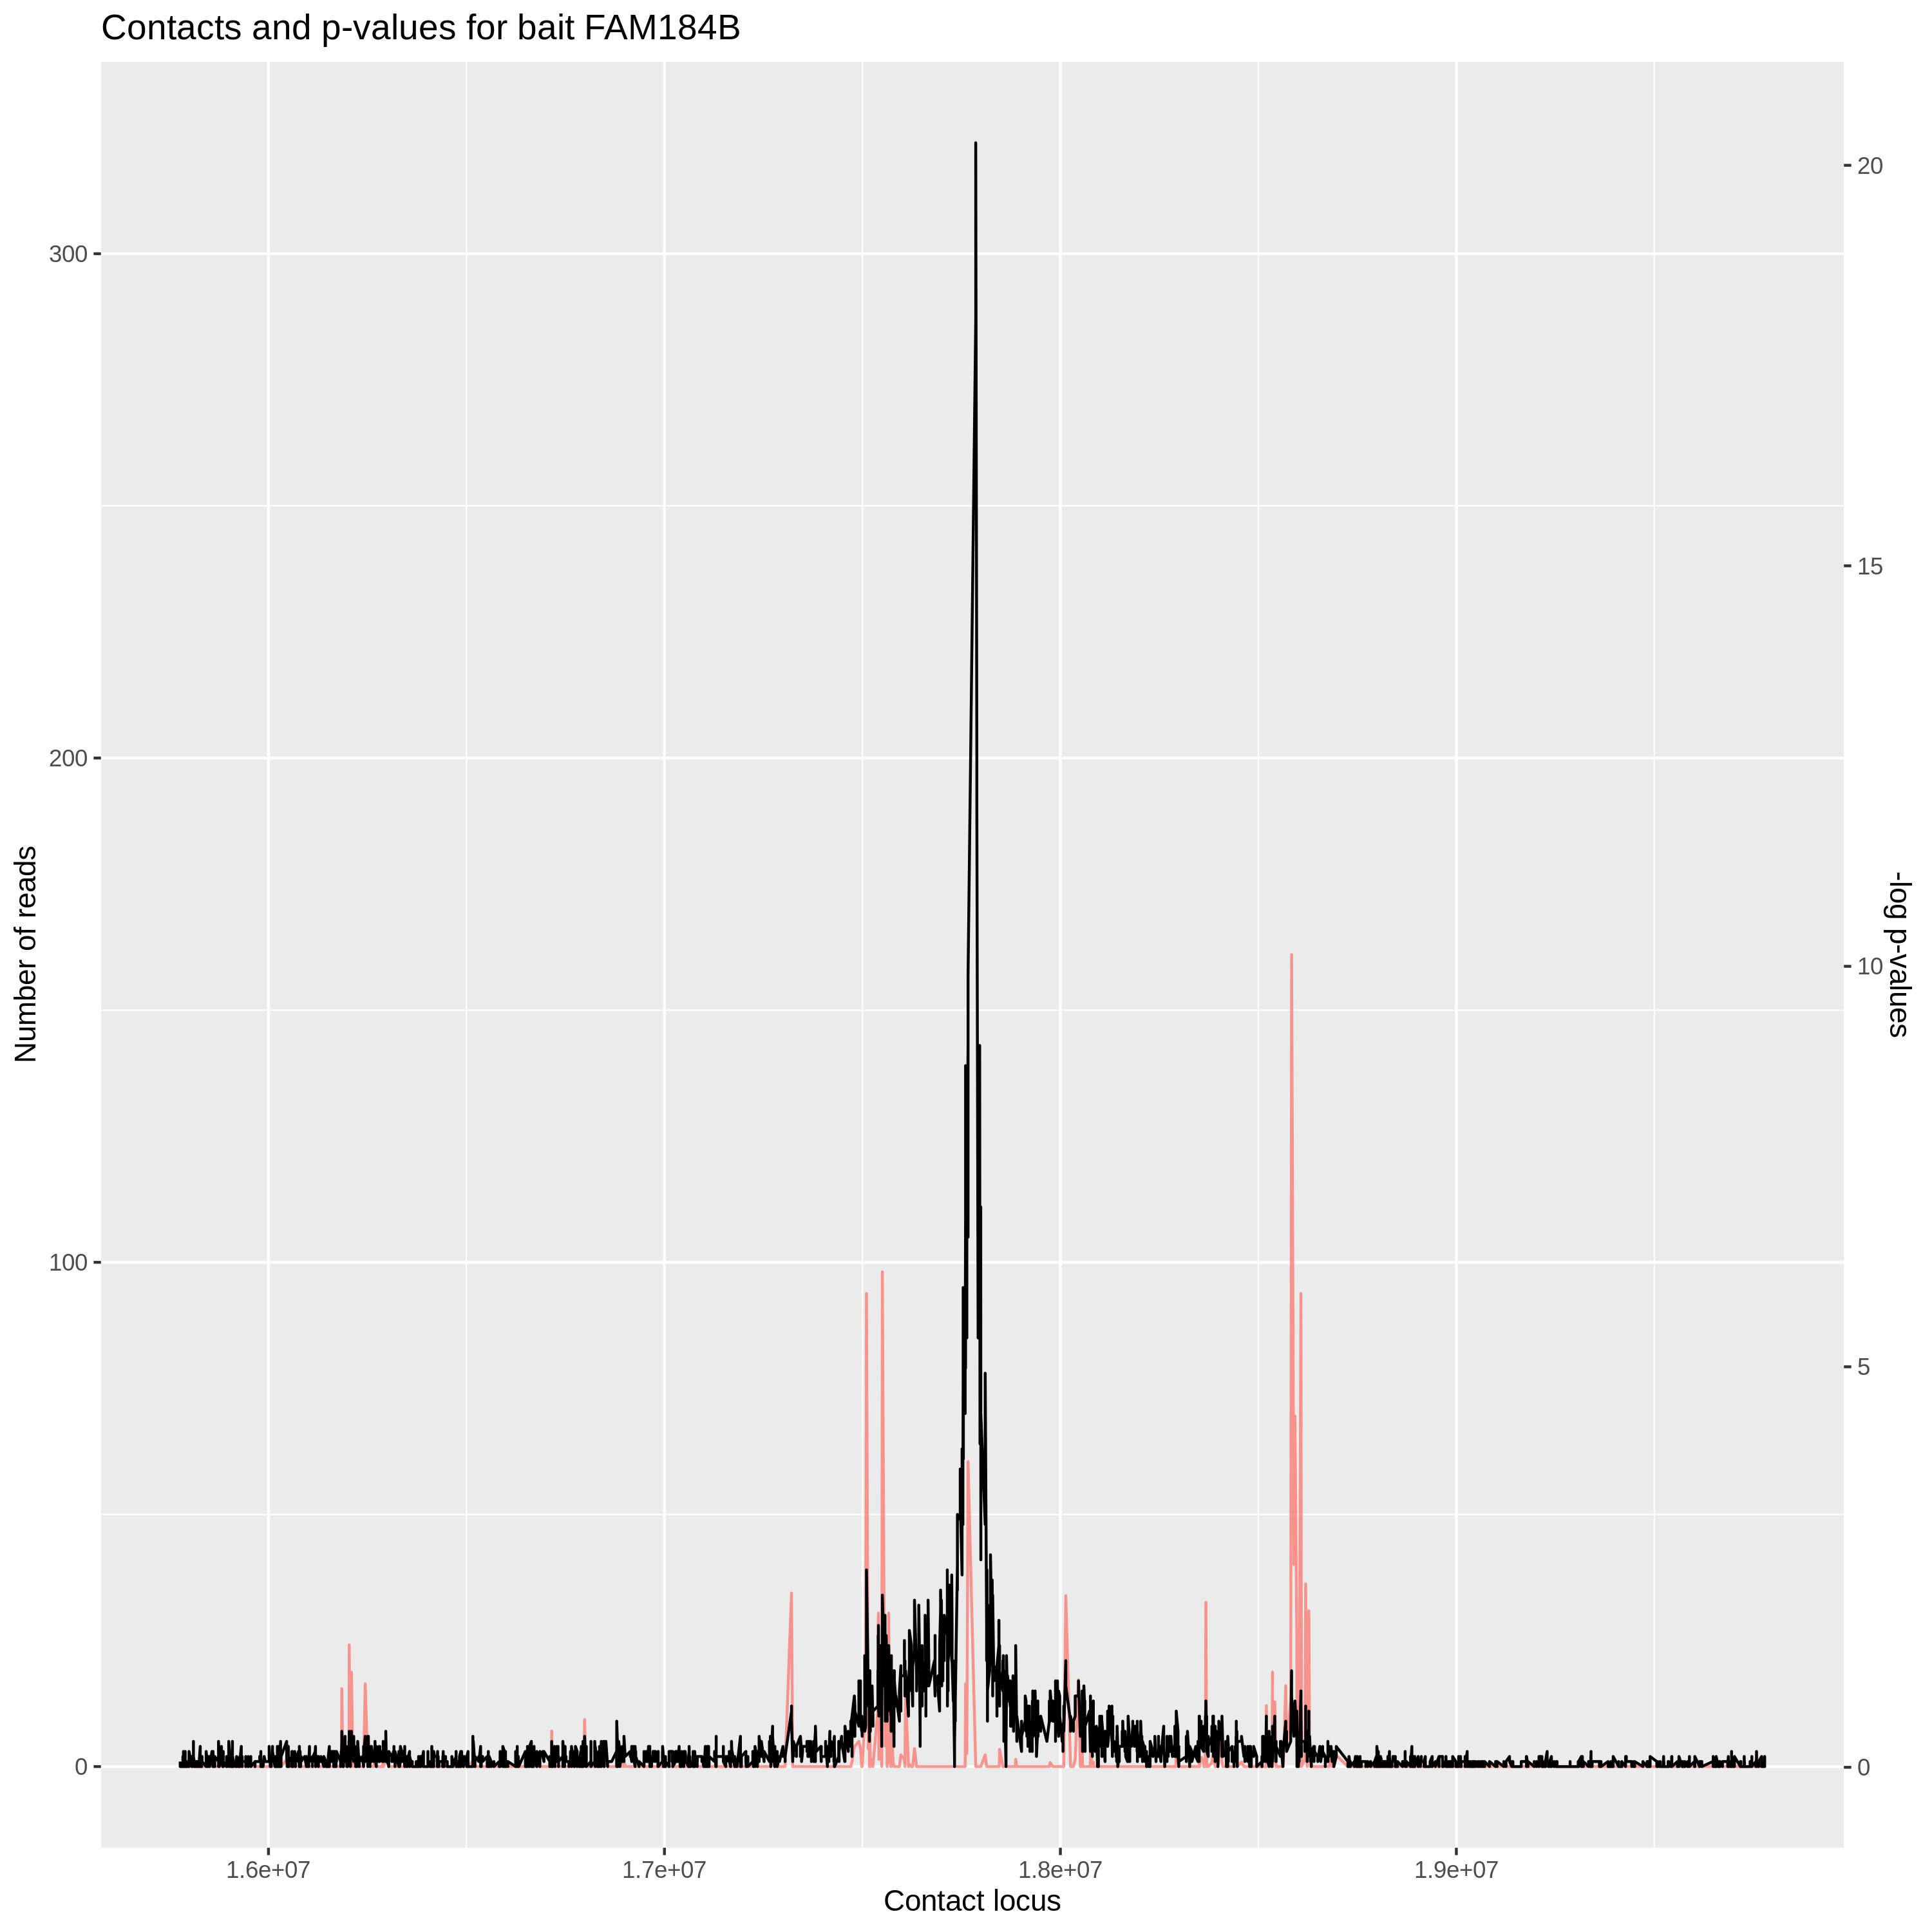 Contacts and p-values for bait FAM184B
Number of reads
300
200
100
0
20
15
10
5
0
-log p-values
1.6e+07
1.7e+07
1.8e+07
1.9e+07
Contact locus